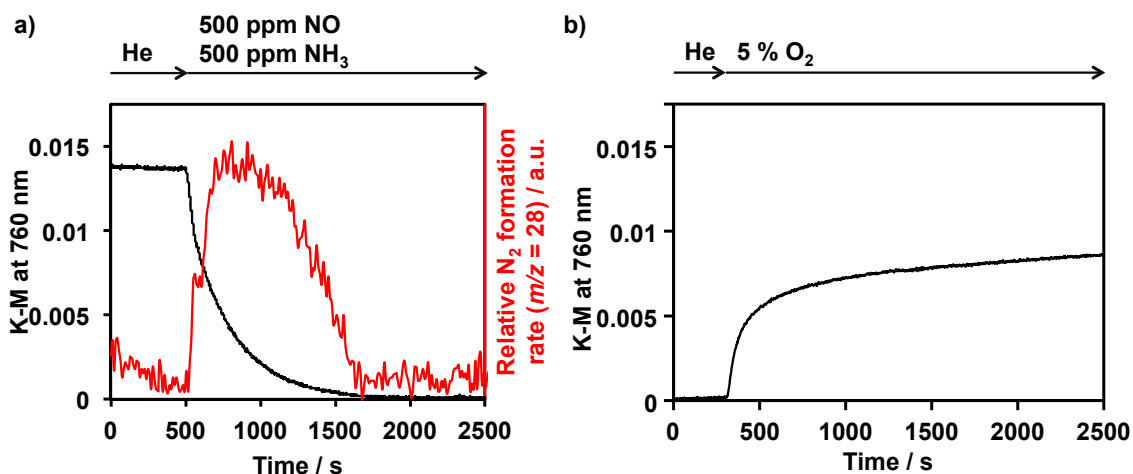 a)
500 ppm NO
He
500 ppm NH₃
0.015
0.01
0.005
0
K-M at 760 nm
0 500 1000 1500 2000 2500
Time / s
Relative N₂ formation
rate (m/z = 28) / a.u.
b)
He 5 % O₂
0.015
0.01
0.005
0
K-M at 760 nm
0 500 1000 1500 2000 2500
Time / s